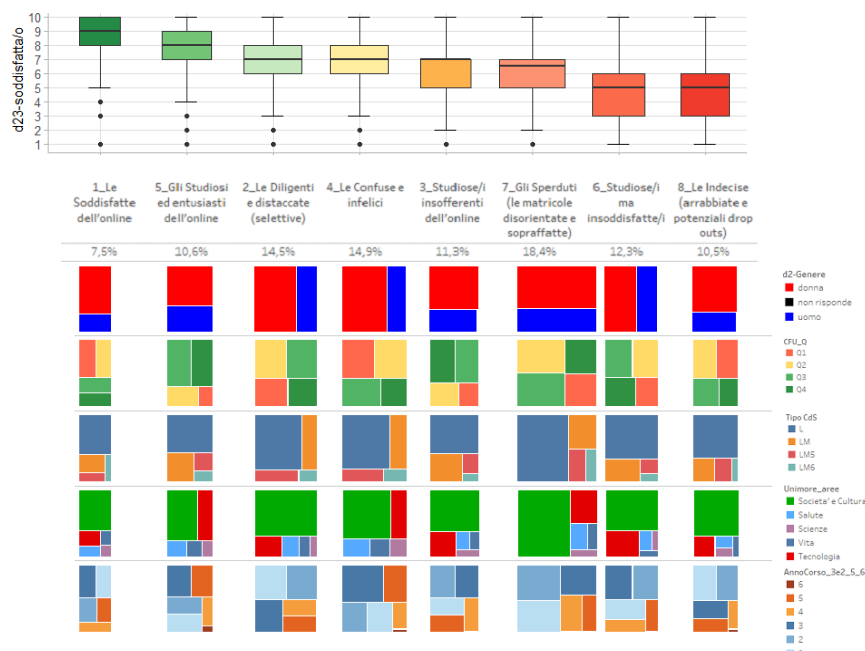 10
9
8
7
6
5
4
3
2
1
d23-soddisfatta/o
1_Le
Soddisfatte
dell'online
5_Gli Studiosi
ed entusiasti
dell'online
2_Le Diligenti
e distaccate
(selettive)
4_Le Confuse e
infelici
3_Studiose/i
insofferenti
dell'online
7_Gli Sperduti
(le matricole
disorientate e
sopraffatte)
6_Studiose/i
ma
insoddisfatte/i
8_Le Indecise
(arrabbiate e
potenziali drop
outs)
7,5%
10,6%
14,5%
14,9%
11,3%
18,4%
12,3%
10,5%
d2-Genere
donna
non risponde
uomo
CFU_Q
Q1
Q2
Q3
Q4
Tipo CdS
L
LM
LM5
LM6
Unimore_aree
Societa' e Cultura
Salute
Scienze
Vita
Tecnologia
AnnoCorso_3e2_5_6
6
5
4
3
2